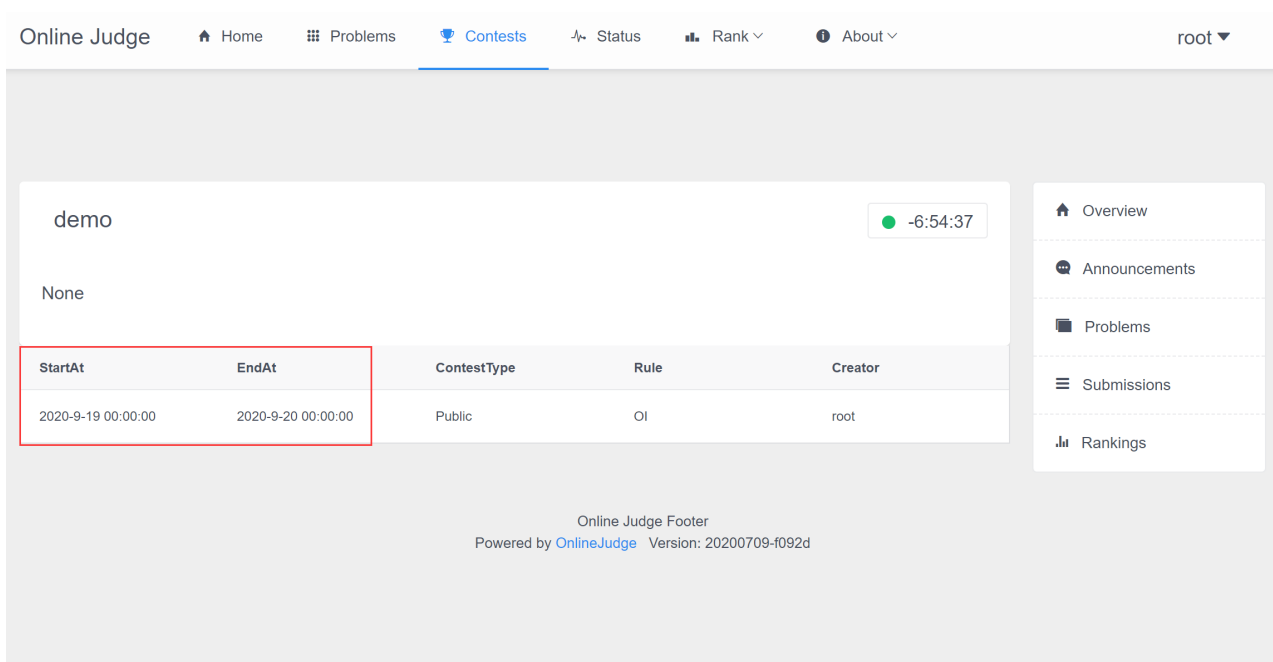 Online Judge Home Problems Contests Status Rank About root
demo -6:54:37
None
StartAt EndAt ContestType Rule Creator
2020-9-19 00:00:00 2020-9-20 00:00:00 Public OI root
Overview
Announcements
Problems
Submissions
Rankings
Online Judge Footer
Powered by OnlineJudge Version: 20200709-f092d